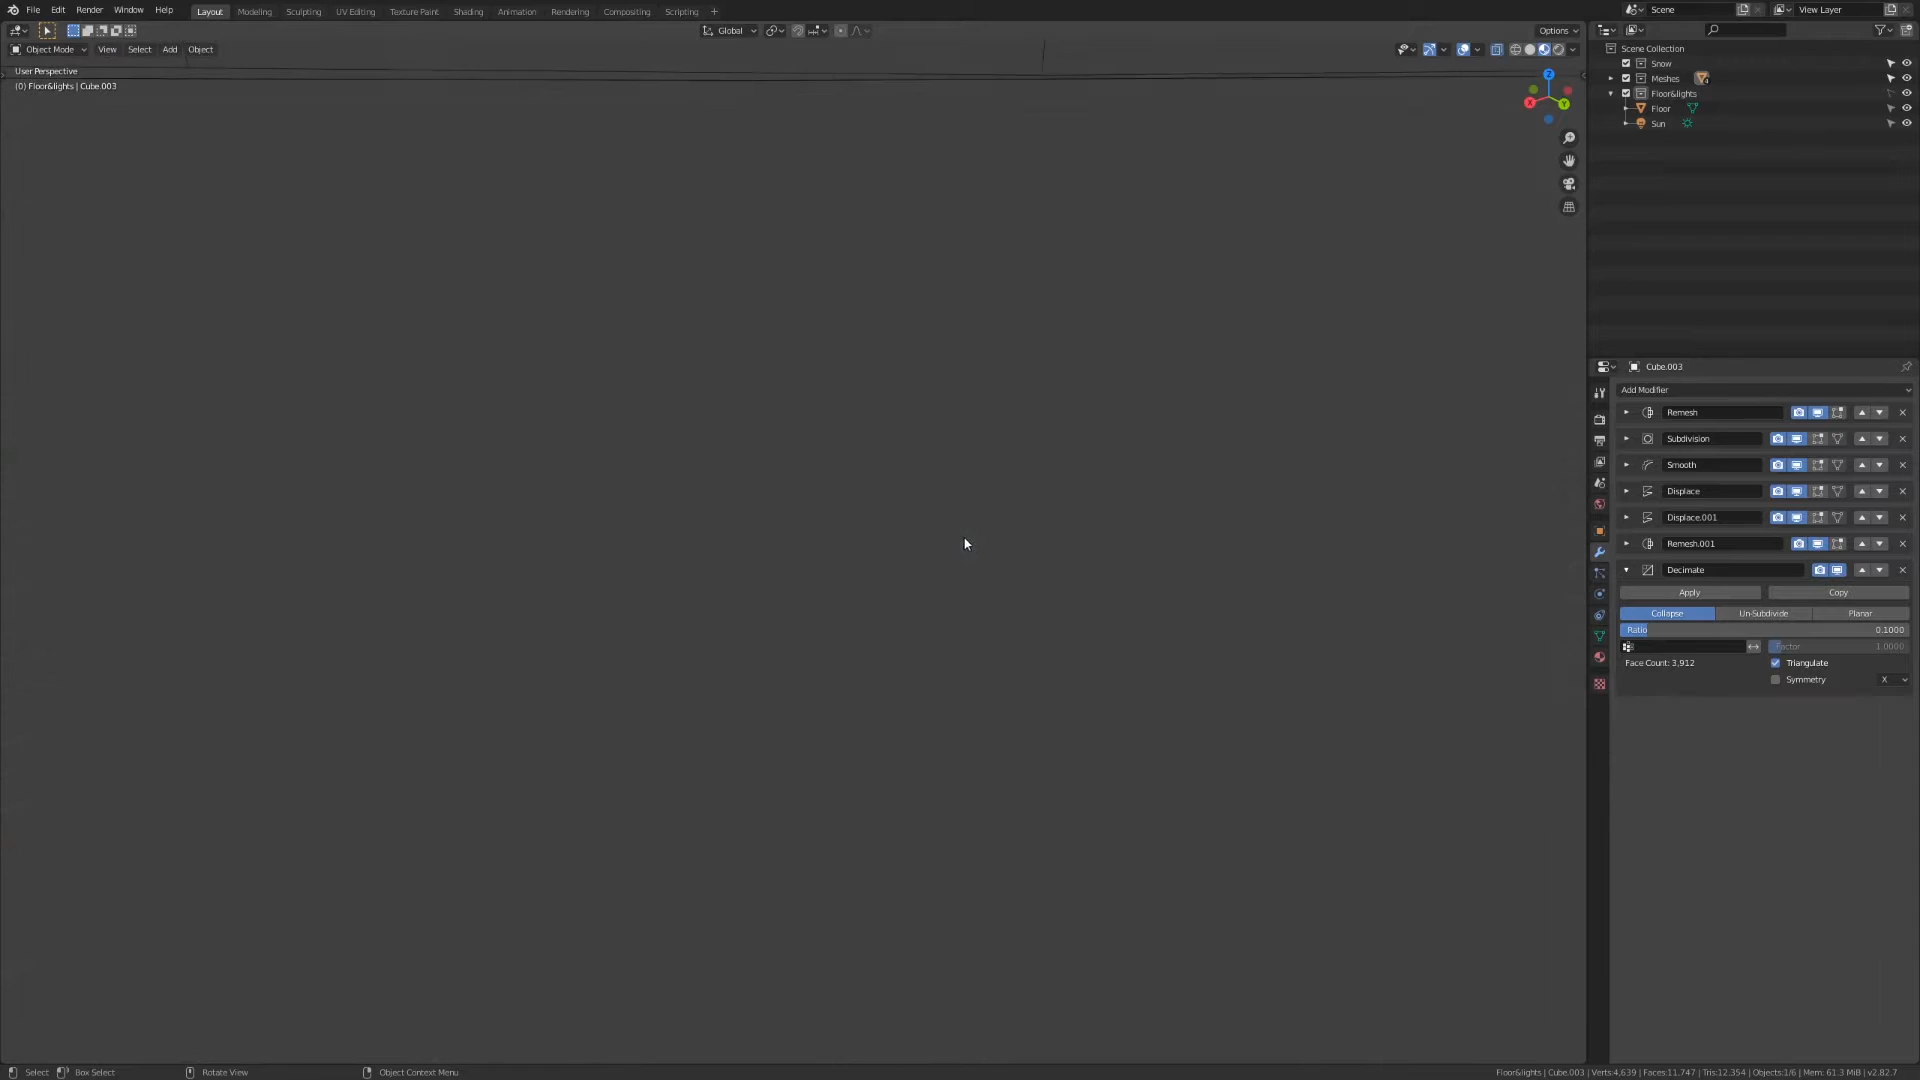 File Edit Render Window Help Layout Modeling Sculpting UV Editing Texture Paint Shading Animation Rendering Compositing Scripting + Scene View Layer
Global Options
Object Mode View Select Add Object
User Perspective
(0) Floor&lights | Cube.003
Z
X
Y
Scene Collection
Snow
Meshes
Floor&lights
Floor
Sun
Cube.003
Add Modifier
Remesh
Subdivision
Smooth
Displace
Displace.001
Remesh.001
Decimate
Apply Copy
Collapse Un-Subdivide Planar
Ratio 0.1000
Factor 1.0000
Face Count: 3,912 Triangulate
Symmetry X
Select Box Select Rotate View Object Context Menu Floor&lights | Cube.003 | Verts:4,639 | Faces:11,747 | Tris:12,354 | Objects:1/6 | Mem: 61.3 MiB | v2.82.7